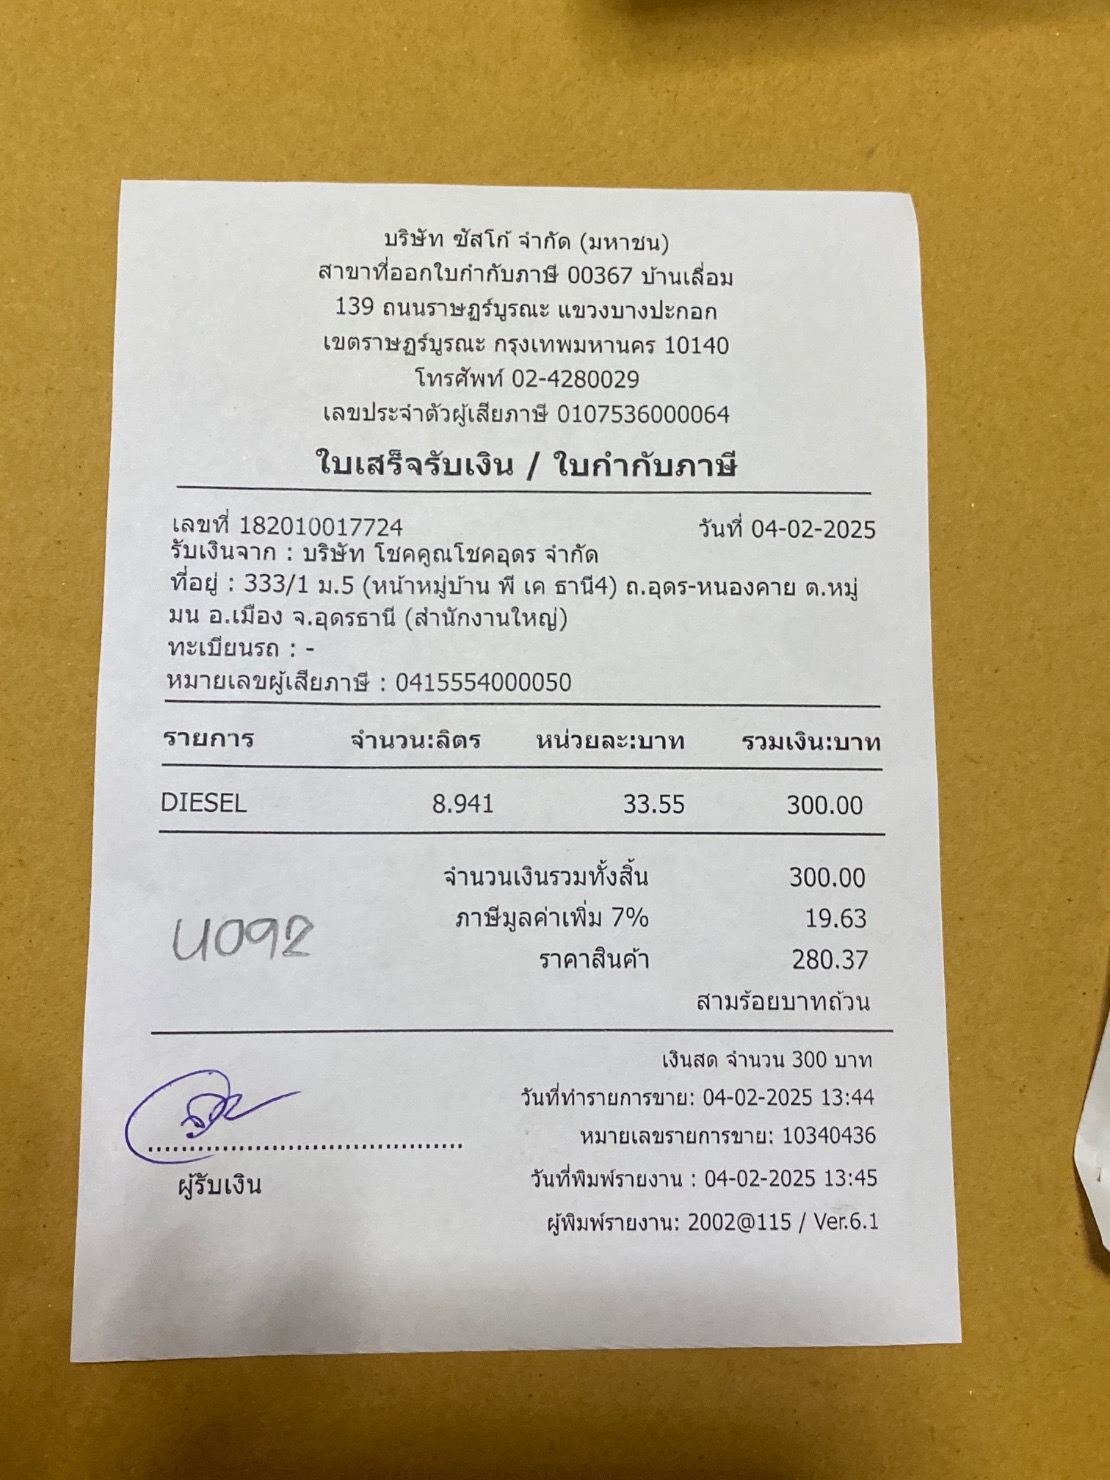 บริษัท ซัสโก้ จำกัด (มหาชน)
สาขาที่ออกใบกำกับภาษี 00367 บ้านเลื่อม
139 ถนนราษฏร์บูรณะ แขวงบางปะกอก
เขตราษฏร์บูรณะ กรุงเทพมหานคร 10140
โทรศัพท์ 02-4280029
เลขประจำตัวผู้เสียภาษี 0107536000064
ใบเสร็จรับเงิน / ใบกำกับภาษี
เลขที่ 182010017724 วันที่ 04-02-2025
รับเงินจาก : บริษัท โชคคูณโชคอุดร จำกัด
ที่อยู่ : 333/1 ม.5 (หน้าหมู่บ้าน พี เค ธานี4) ถ.อุดร-หนองคาย ต.หมู่
มน อ.เมือง จ.อุดรธานี (สำนักงานใหญ่)
ทะเบียนรถ : -
หมายเลขผู้เสียภาษี : 0415554000050
รายการ จำนวน:ลิตร หน่วยละ:บาท รวมเงิน:บาท
DIESEL 8.941 33.55 300.00
จำนวนเงินรวมทั้งสิ้น 300.00
ภาษีมูลค่าเพิ่ม 7% 19.63
ราคาสินค้า 280.37
สามร้อยบาทถ้วน
เงินสด จำนวน 300 บาท
วันที่ทำรายการขาย: 04-02-2025 13:44
หมายเลขรายการขาย: 10340436
ผู้รับเงิน
วันที่พิมพ์รายงาน : 04-02-2025 13:45
ผู้พิมพ์รายงาน: 2002@115 / Ver.6.1